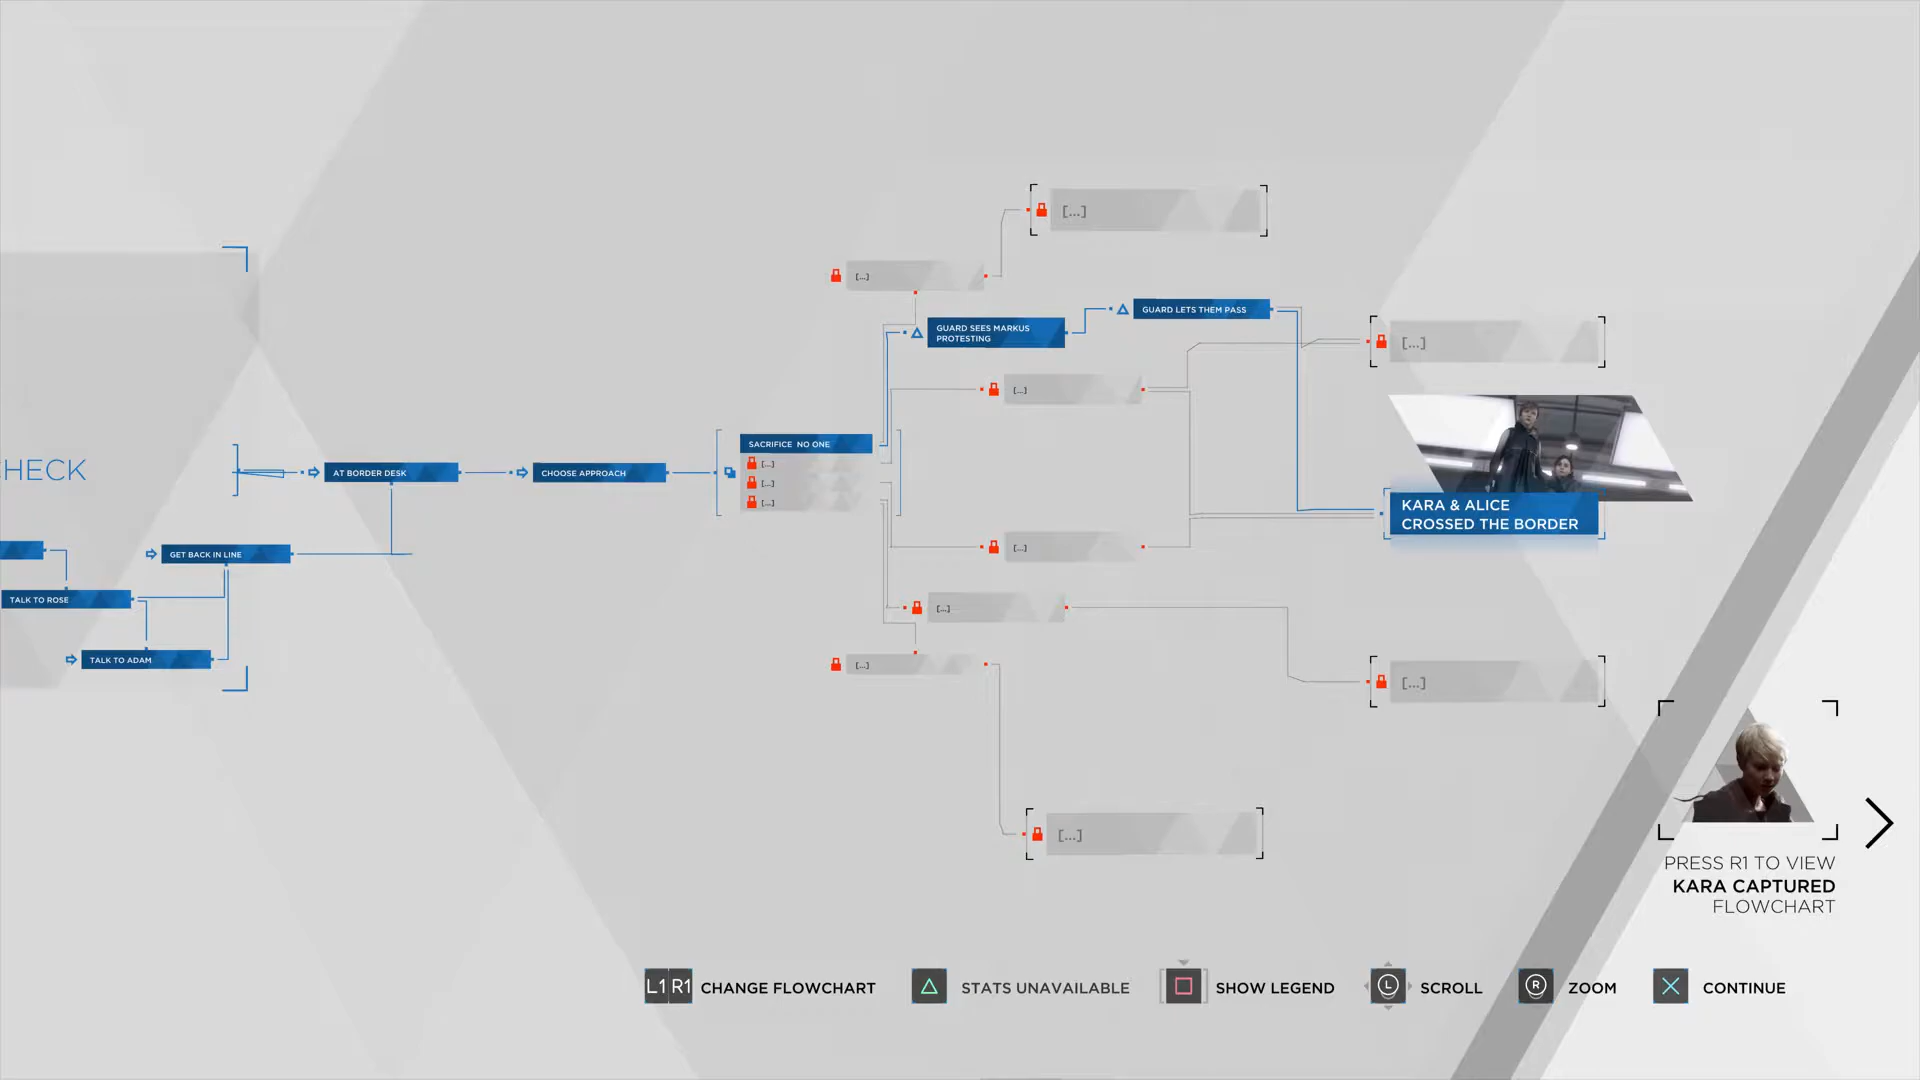 [...]
[...]
GUARD SEES MARKUS
PROTESTING
GUARD LETS THEM PASS
[...]
[...]
SACRIFICE NO ONE
[...]
[...]
[...]
HECK
AT BORDER DESK
CHOOSE APPROACH
KARA & ALICE
CROSSED THE BORDER
[...]
GET BACK IN LINE
TALK TO ROSE
[...]
TALK TO ADAM
[...]
[...]
[...]
PRESS R1 TO VIEW
KARA CAPTURED
FLOWCHART
L1 R1 CHANGE FLOWCHART
STATS UNAVAILABLE
SHOW LEGEND
L SCROLL
R ZOOM
CONTINUE